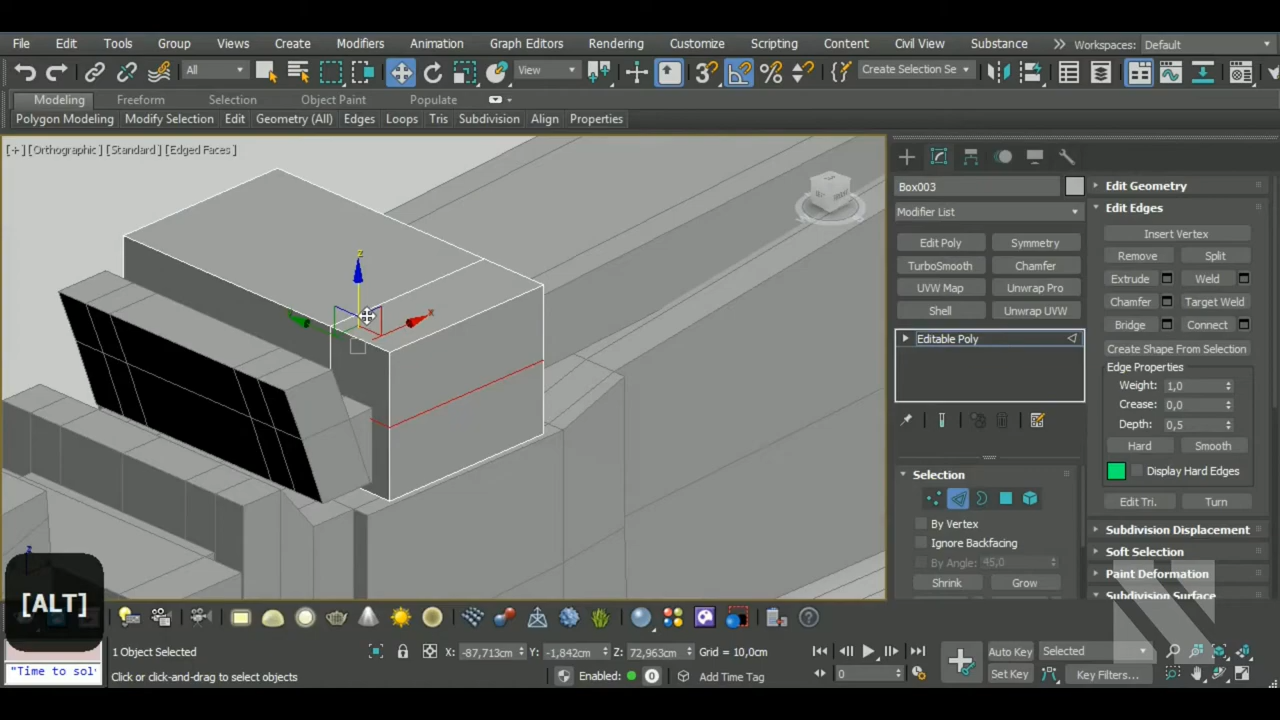 File Edit Tools Group Views Create Modifiers Animation Graph Editors Rendering Customize Scripting Content Civil View Substance Workspaces: Default
All View Create Selection Se
Modeling Freeform Selection Object Paint Populate
Polygon Modeling Modify Selection Edit Geometry (All) Edges Loops Tris Subdivision Align Properties
[+] [Orthographic] [Standard] [Edged Faces]
z
x
Box003
Modifier List
Edit Poly Symmetry
TurboSmooth Chamfer
UVW Map Unwrap Pro
Shell Unwrap UVW
Editable Poly
Selection
By Vertex
Ignore Backfacing
By Angle: 45,0
Shrink Grow
Edit Geometry
Edit Edges
Insert Vertex
Remove Split
Extrude Weld
Chamfer Target Weld
Bridge Connect
Create Shape From Selection
Edge Properties
Weight: 1,0
Crease: 0,0
Depth: 0,5
Hard Smooth
Display Hard Edges
Edit Tri. Turn
Subdivision Displacement
Soft Selection
Paint Deformation
Subdivision Surface
[ALT]
"Time to sol
1 Object Selected X: -87,713cm Y: -1,842cm Z: 72,963cm Grid = 10,0cm Auto Key Selected
Click or click-and-drag to select objects Enabled: 0 Add Time Tag 0 Set Key Key Filters...